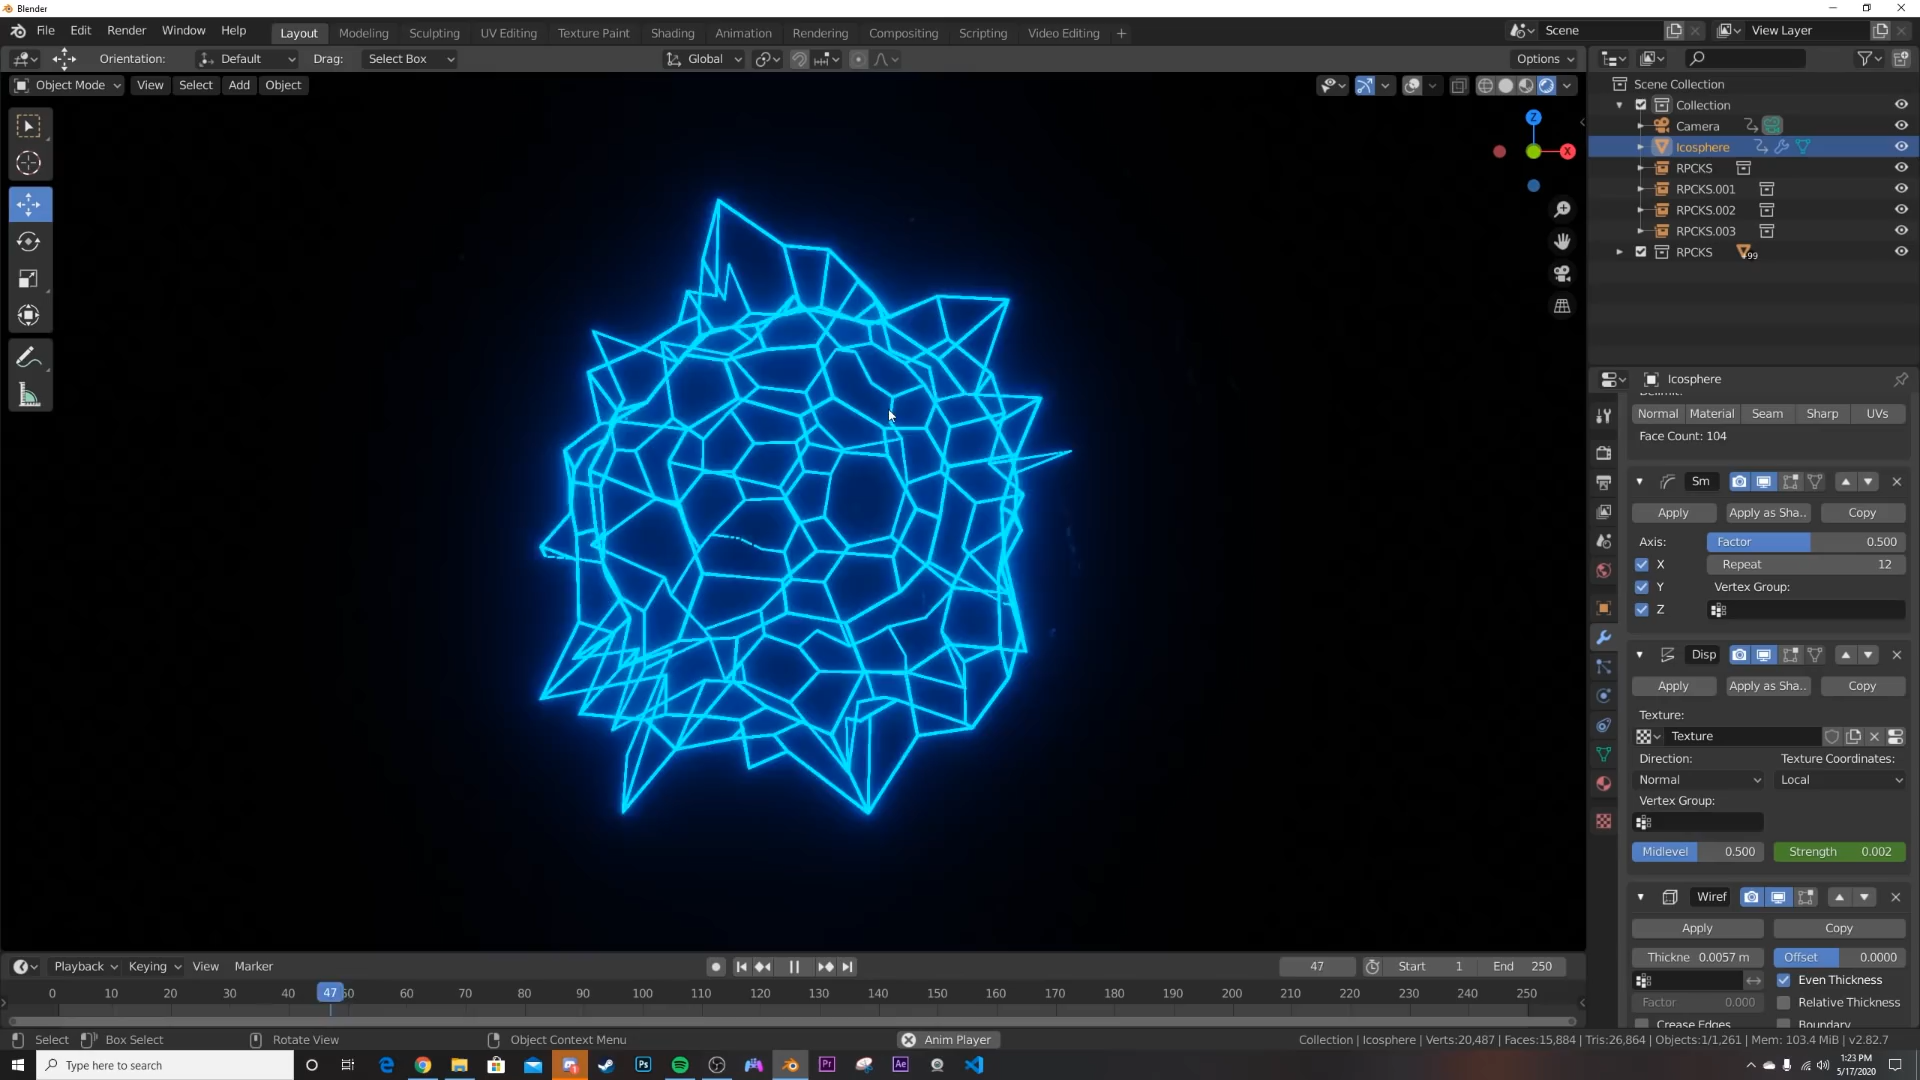 Blender
File Edit Render Window Help Layout Modeling Sculpting UV Editing Texture Paint Shading Animation Rendering Compositing Scripting Video Editing + Scene View Layer
Orientation: Default Drag: Select Box Global Options
Object Mode View Select Add Object
Z
X
Scene Collection
Collection
Camera
Icosphere
RPCKS
RPCKS.001
RPCKS.002
RPCKS.003
RPCKS 99
Icosphere
Delimit:
Normal Material Seam Sharp UVs
Face Count: 104
Sm
Apply Apply as Sha.. Copy
Axis: Factor 0.500
X Repeat 12
Y Vertex Group:
Z
Disp
Apply Apply as Sha.. Copy
Texture:
Texture
Direction: Texture Coordinates:
Normal Local
Vertex Group:
Midlevel 0.500 Strength 0.002
Wiref
Apply Copy
Thickne 0.0057 m Offset 0.0000
Even Thickness
Factor 0.000 Relative Thickness
Crease Edges Boundary
Playback Keying View Marker 47 Start 1 End 250
0 10 20 30 40 47 50 60 70 80 90 100 110 120 130 140 150 160 170 180 190 200 210 220 230 240 250
Select Box Select Rotate View Object Context Menu Anim Player Collection | Icosphere | Verts:20,487 | Faces:15,884 | Tris:26,864 | Objects:1/1,261 | Mem: 103.4 MiB | v2.82.7
Type here to search Ps Pr Ae 1:23 PM
5/17/2020